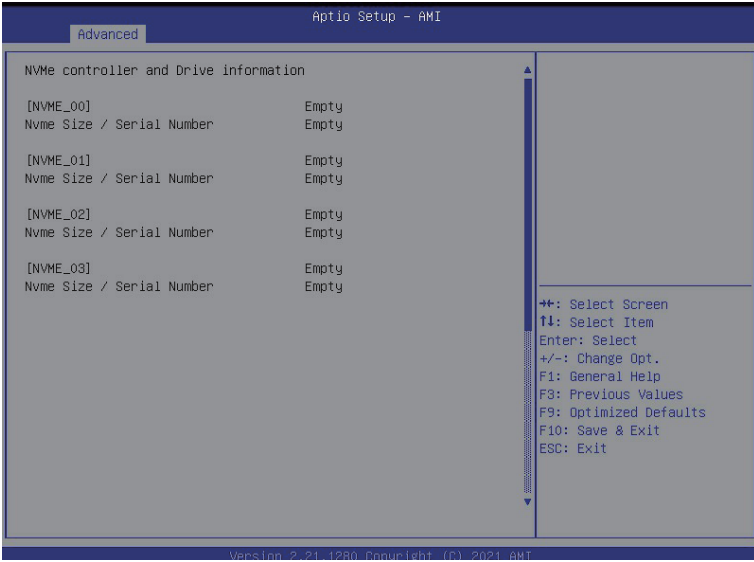 Aptio Setup – AMI
Advanced
NVMe controller and Drive information
[NVME_00] Empty
Nvme Size / Serial Number Empty
[NVME_01] Empty
Nvme Size / Serial Number Empty
[NVME_02] Empty
Nvme Size / Serial Number Empty
[NVME_03] Empty
Nvme Size / Serial Number Empty
→←: Select Screen
↑↓: Select Item
Enter: Select
+/-: Change Opt.
F1: General Help
F3: Previous Values
F9: Optimized Defaults
F10: Save & Exit
ESC: Exit
Version 2.21.1280 Copyright (C) 2021 AMI